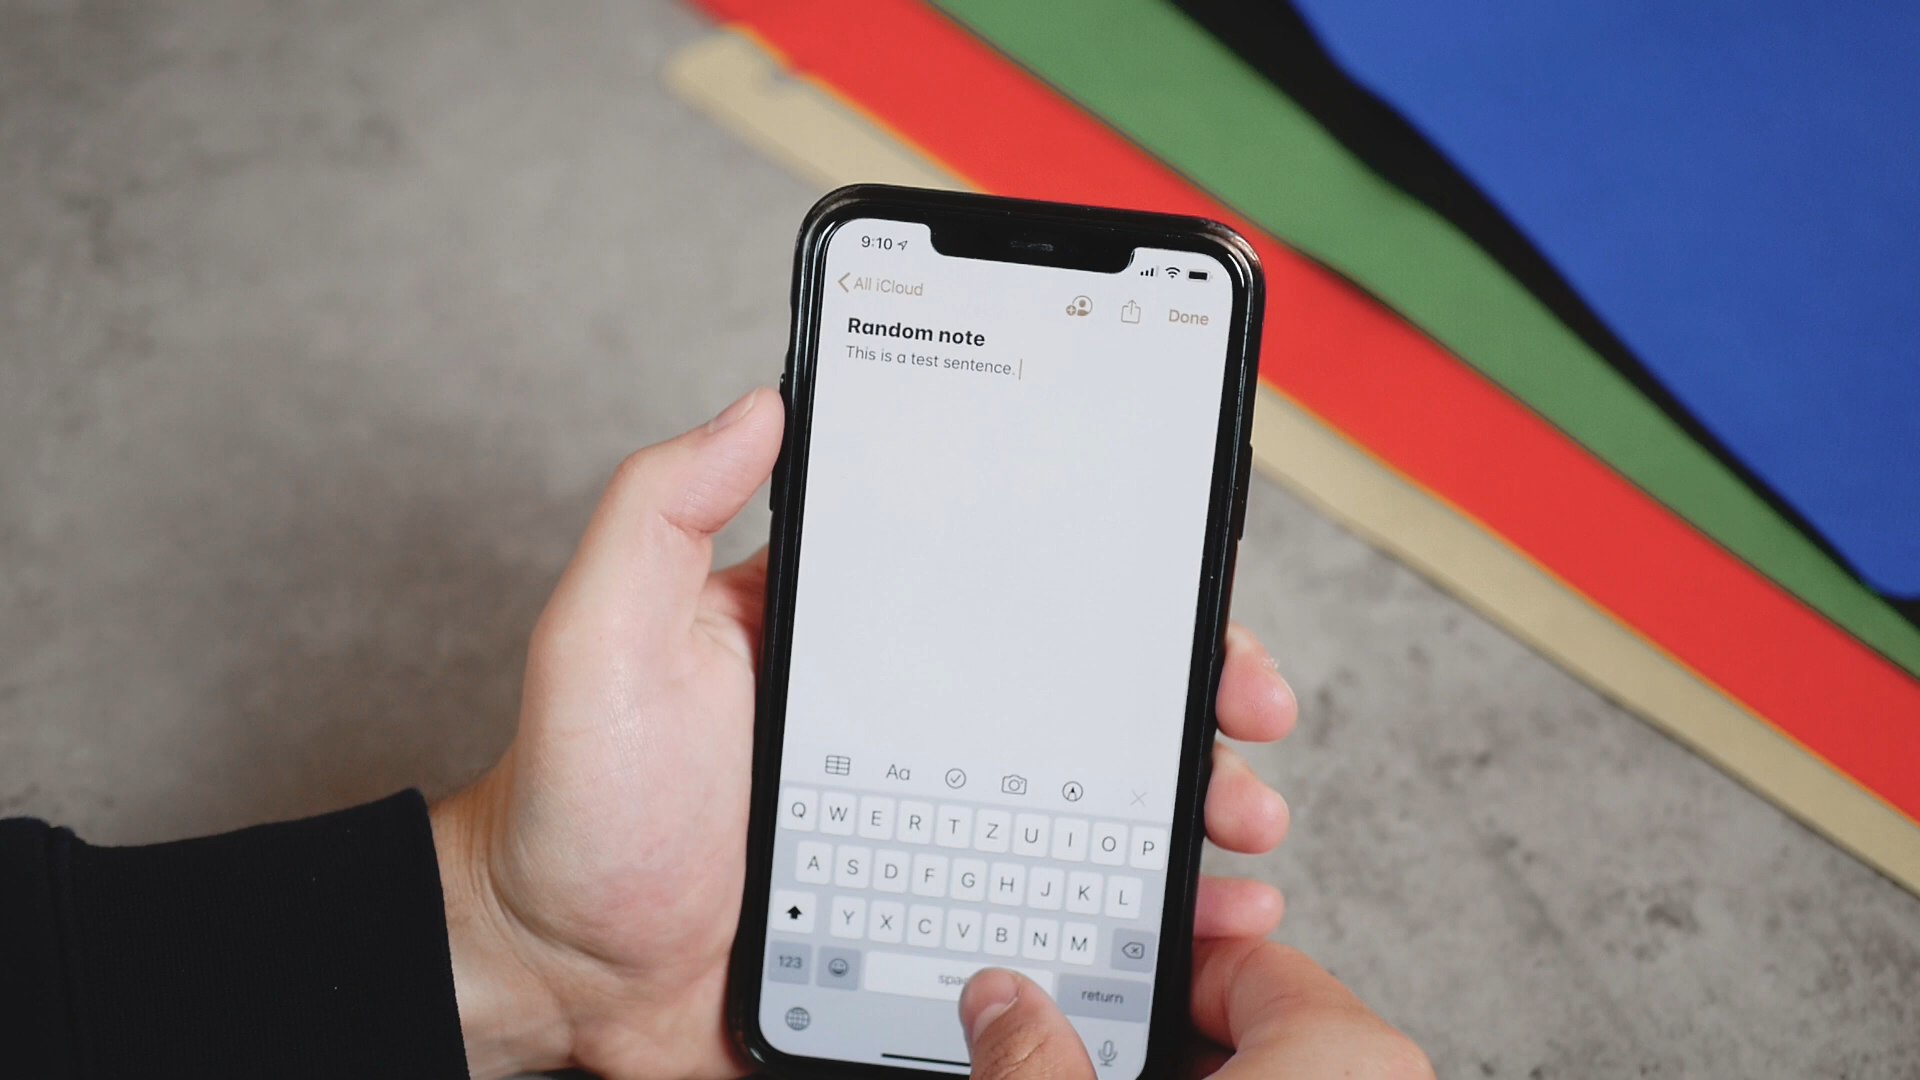 9:10
All iCloud
Done
Random note
This is a test sentence.
Aa
Q W E R T Z U I O P
A S D F G H J K L
Y X C V B N M
123
return